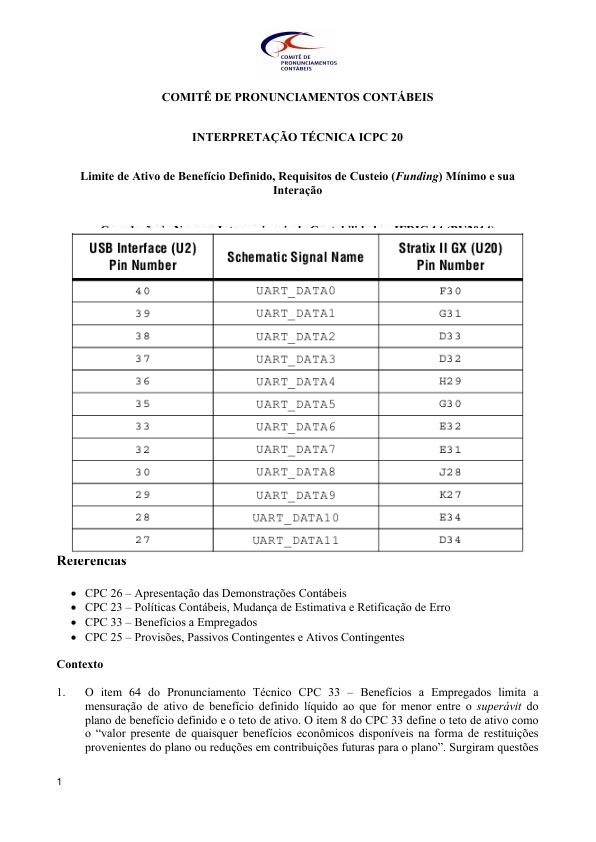 COMITÊ DE
PRONUNCIAMENTOS
CONTÁBEIS
COMITÊ DE PRONUNCIAMENTOS CONTÁBEIS
INTERPRETAÇÃO TÉCNICA ICPC 20
Limite de Ativo de Benefício Definido, Requisitos de Custeio (Funding) Mínimo e sua
Interação
USB Interface (U2) Pin Number Schematic Signal Name Stratix II GX (U20) Pin Number
40 UART_DATA0 F30
39 UART_DATA1 G31
38 UART_DATA2 D33
37 UART_DATA3 D32
36 UART_DATA4 H29
35 UART_DATA5 G30
33 UART_DATA6 E32
32 UART_DATA7 E31
30 UART_DATA8 J28
29 UART_DATA9 K27
28 UART_DATA10 E34
27 UART_DATA11 D34
Referências
• CPC 26 – Apresentação das Demonstrações Contábeis
• CPC 23 – Políticas Contábeis, Mudança de Estimativa e Retificação de Erro
• CPC 33 – Benefícios a Empregados
• CPC 25 – Provisões, Passivos Contingentes e Ativos Contingentes
Contexto
1. O item 64 do Pronunciamento Técnico CPC 33 – Benefícios a Empregados limita a
mensuração de ativo de benefício definido líquido ao que for menor entre o superávit do
plano de benefício definido e o teto de ativo. O item 8 do CPC 33 define o teto de ativo como
o “valor presente de quaisquer benefícios econômicos disponíveis na forma de restituições
provenientes do plano ou reduções em contribuições futuras para o plano”. Surgiram questões
1